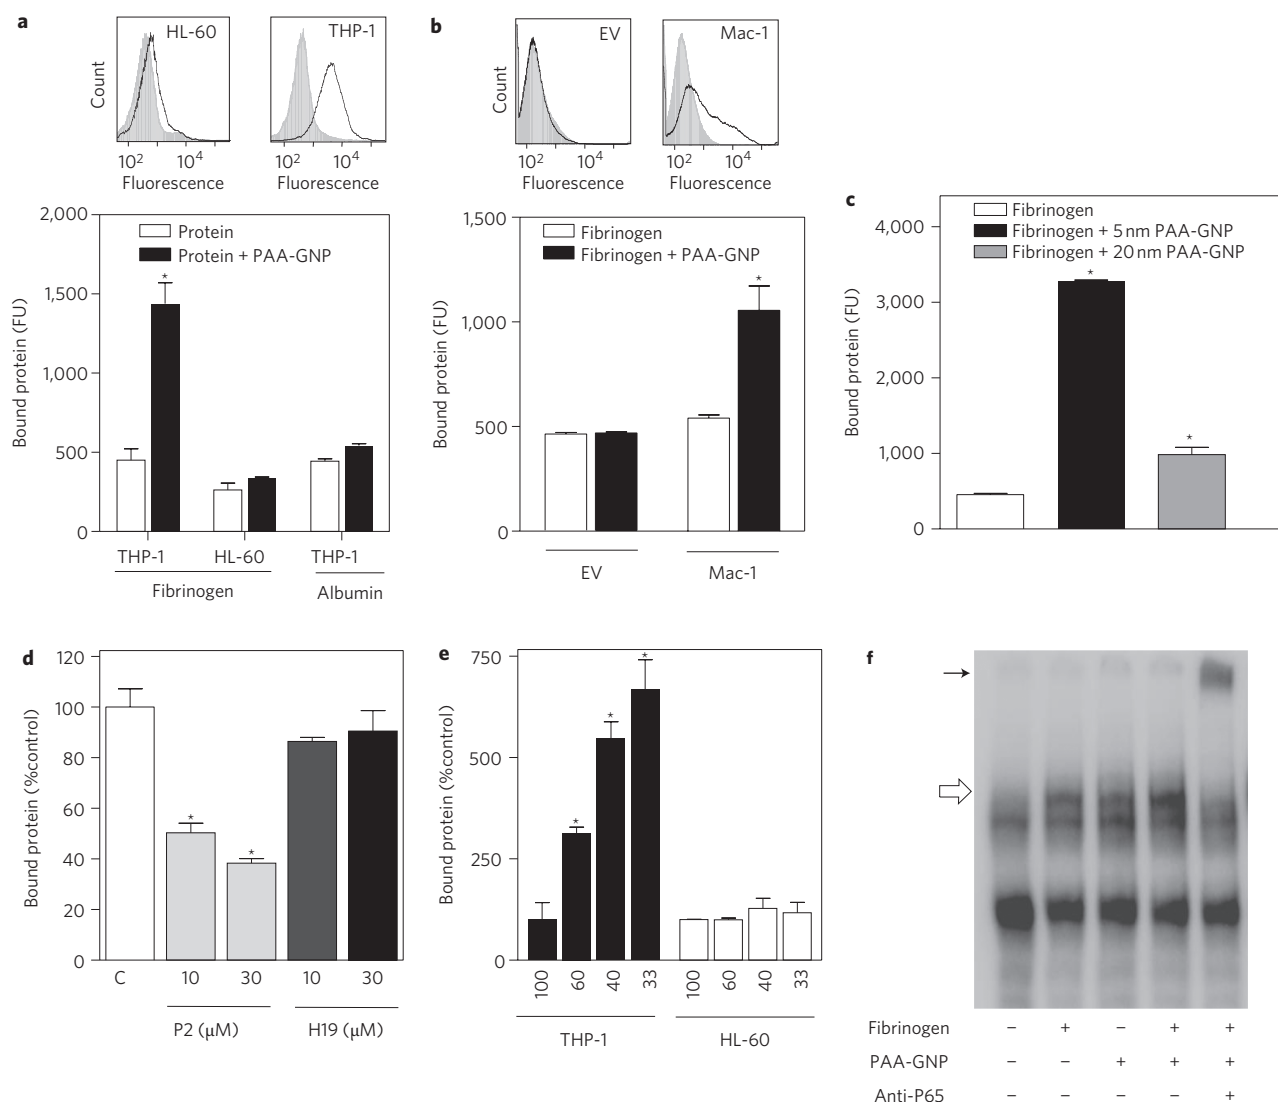 a
HL-60
THP-1
Count
10² 10⁴
10² 10⁴
Fluorescence
Fluorescence
2,000
1,500
1,000
500
0
Bound protein (FU)
Protein
Protein + PAA-GNP
*
THP-1 HL-60 THP-1
Fibrinogen Albumin
b
EV
Mac-1
Count
10² 10⁴
10² 10⁴
Fluorescence
Fluorescence
1,500
1,000
500
0
Bound protein (FU)
Fibrinogen
Fibrinogen + PAA-GNP
*
EV Mac-1
c
4,000
3,000
2,000
1,000
0
Bound protein (FU)
Fibrinogen
Fibrinogen + 5 nm PAA-GNP
Fibrinogen + 20 nm PAA-GNP
*
*
d
120
100
80
60
40
20
0
Bound protein (%control)
*
*
C 10 30 10 30
P2 (μM) H19 (μM)
e
750
500
250
0
Bound protein (%control)
*
*
*
100 60 40 33 100 60 40 33
THP-1 HL-60
f
Fibrinogen – + – + +
PAA-GNP – – + + +
Anti-P65 – – – – +